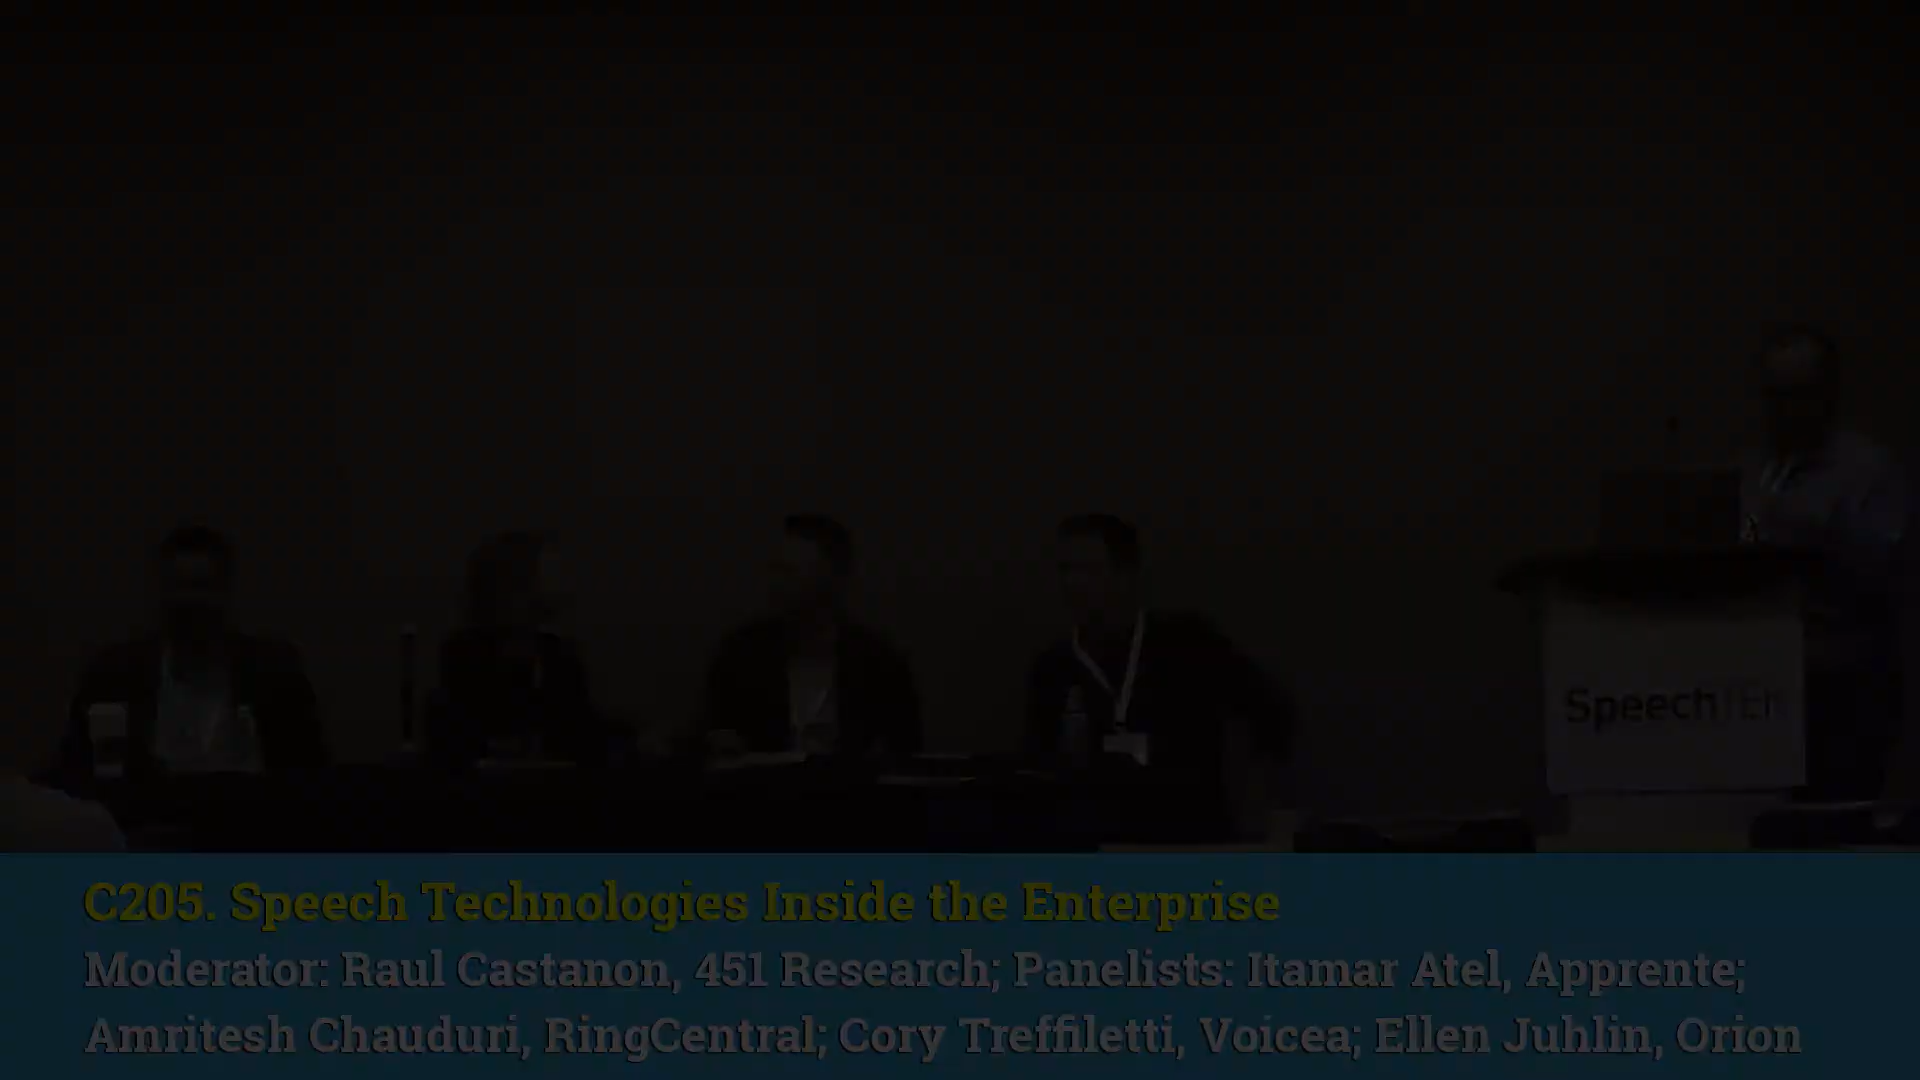 SpeechTEK
C205. Speech Technologies Inside the Enterprise
Moderator: Raul Castanon, 451 Research; Panelists: Itamar Atel, Apprente;
Amritesh Chauduri, RingCentral; Cory Treffiletti, Voicea; Ellen Juhlin, Orion